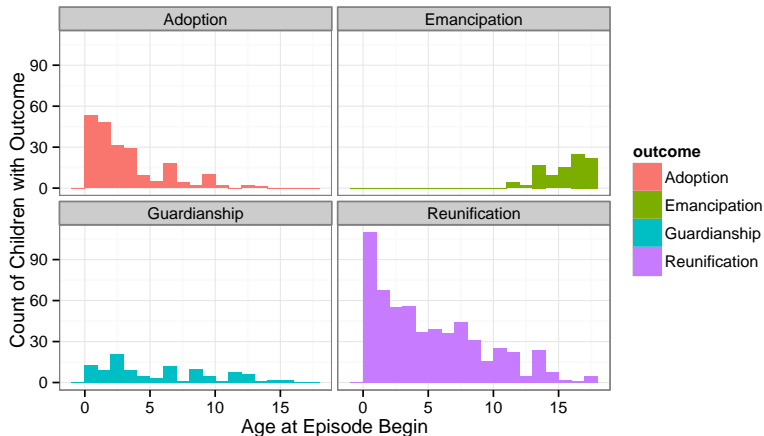 Adoption
Emancipation
90
60
30
0
Guardianship
Reunification
90
60
30
0
0 5 10 15
0 5 10 15
Age at Episode Begin
Count of Children with Outcome
outcome
Adoption
Emancipation
Guardianship
Reunification